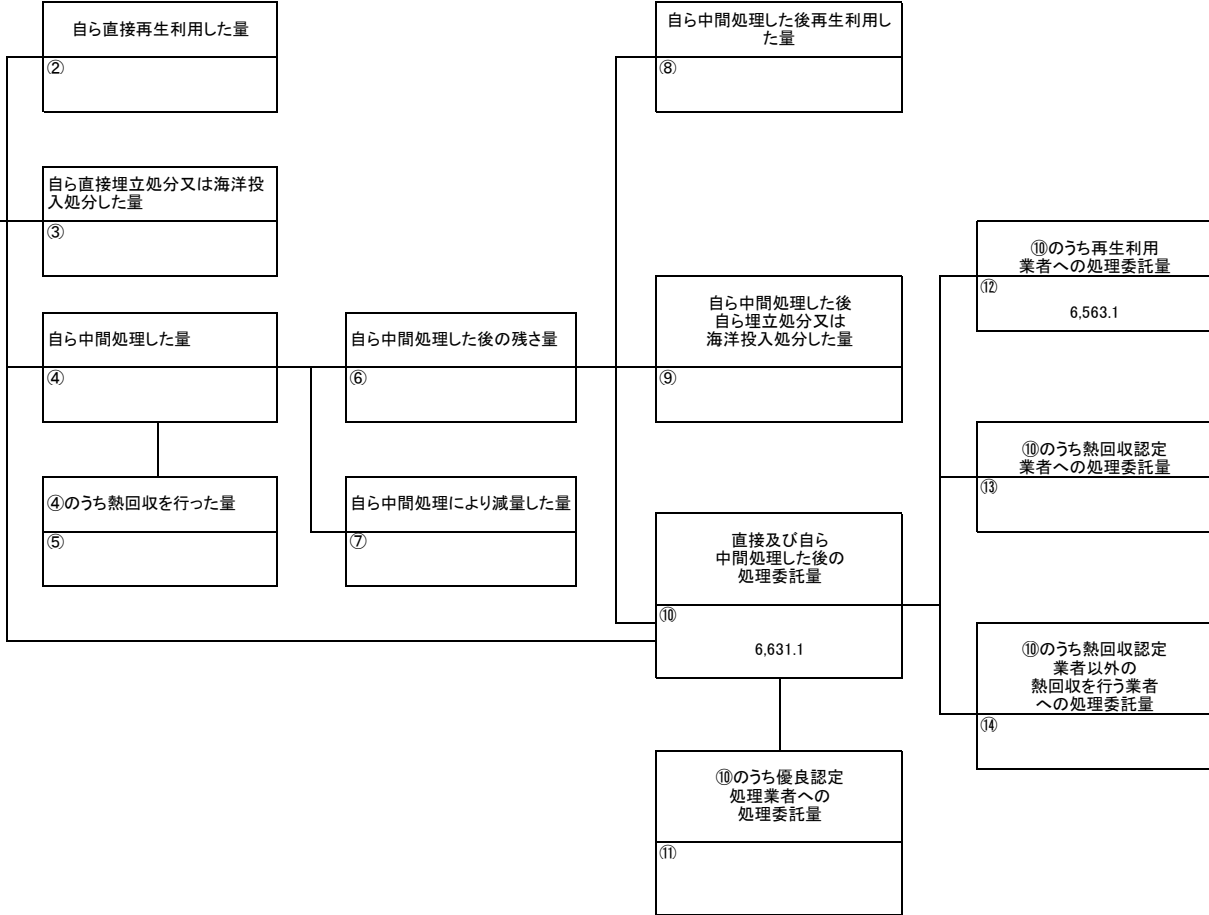 自ら直接再生利用した量
②
自ら直接埋立処分又は海洋投
入処分した量
③
自ら中間処理した量
④
④のうち熱回収を行った量
⑤
自ら中間処理した後の残さ量
⑥
自ら中間処理により減量した量
⑦
自ら中間処理した後再生利用し
た量
⑧
自ら中間処理した後
自ら埋立処分又は
海洋投入処分した量
⑨
直接及び自ら
中間処理した後の
処理委託量
⑩
6,631.1
⑩のうち優良認定
処理業者への
処理委託量
⑪
⑩のうち再生利用
業者への処理委託量
⑫
6,563.1
⑩のうち熱回収認定
業者への処理委託量
⑬
⑩のうち熱回収認定
業者以外の
熱回収を行う業者
への処理委託量
⑭